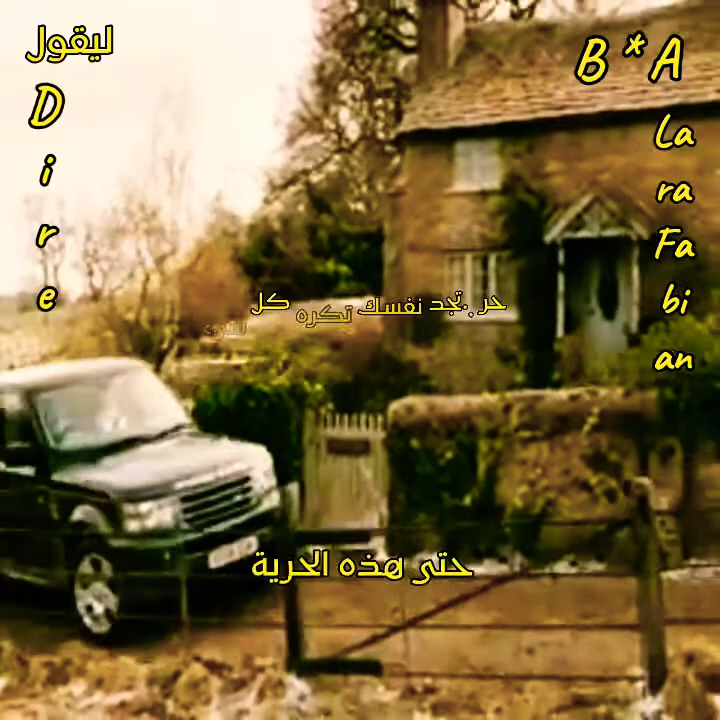 ليقول
Dire
B*A
Lara Fabian
حر . . تجد نفسك تكره كل
حتى هذه الحرية